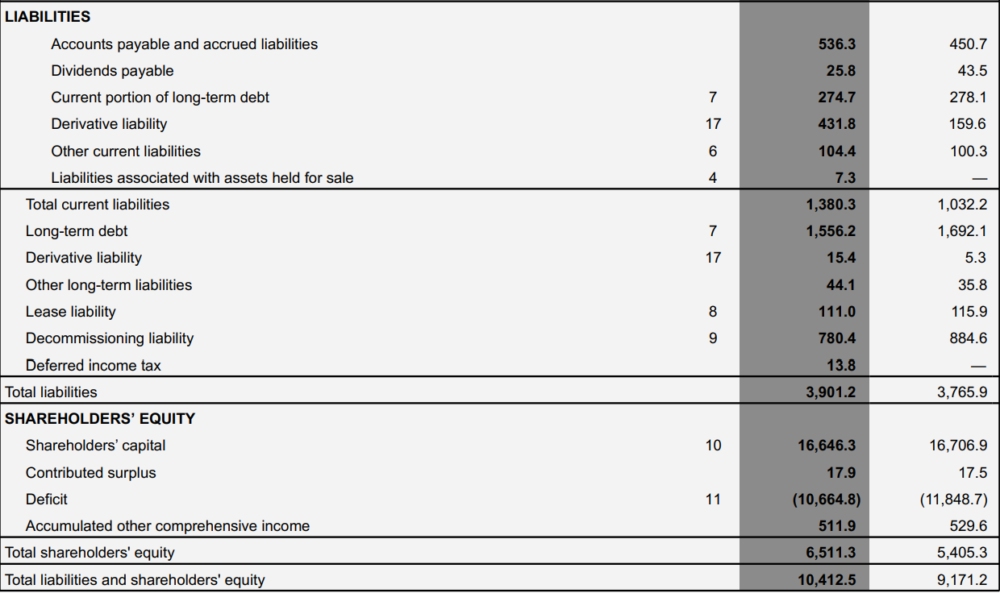 LIABILITIES
Accounts payable and accrued liabilities 536.3 450.7
Dividends payable 25.8 43.5
Current portion of long-term debt 7 274.7 278.1
Derivative liability 17 431.8 159.6
Other current liabilities 6 104.4 100.3
Liabilities associated with assets held for sale 4 7.3 —
Total current liabilities 1,380.3 1,032.2
Long-term debt 7 1,556.2 1,692.1
Derivative liability 17 15.4 5.3
Other long-term liabilities 44.1 35.8
Lease liability 8 111.0 115.9
Decommissioning liability 9 780.4 884.6
Deferred income tax 13.8 —
Total liabilities 3,901.2 3,765.9
SHAREHOLDERS’ EQUITY
Shareholders’ capital 10 16,646.3 16,706.9
Contributed surplus 17.9 17.5
Deficit 11 (10,664.8) (11,848.7)
Accumulated other comprehensive income 511.9 529.6
Total shareholders' equity 6,511.3 5,405.3
Total liabilities and shareholders' equity 10,412.5 9,171.2